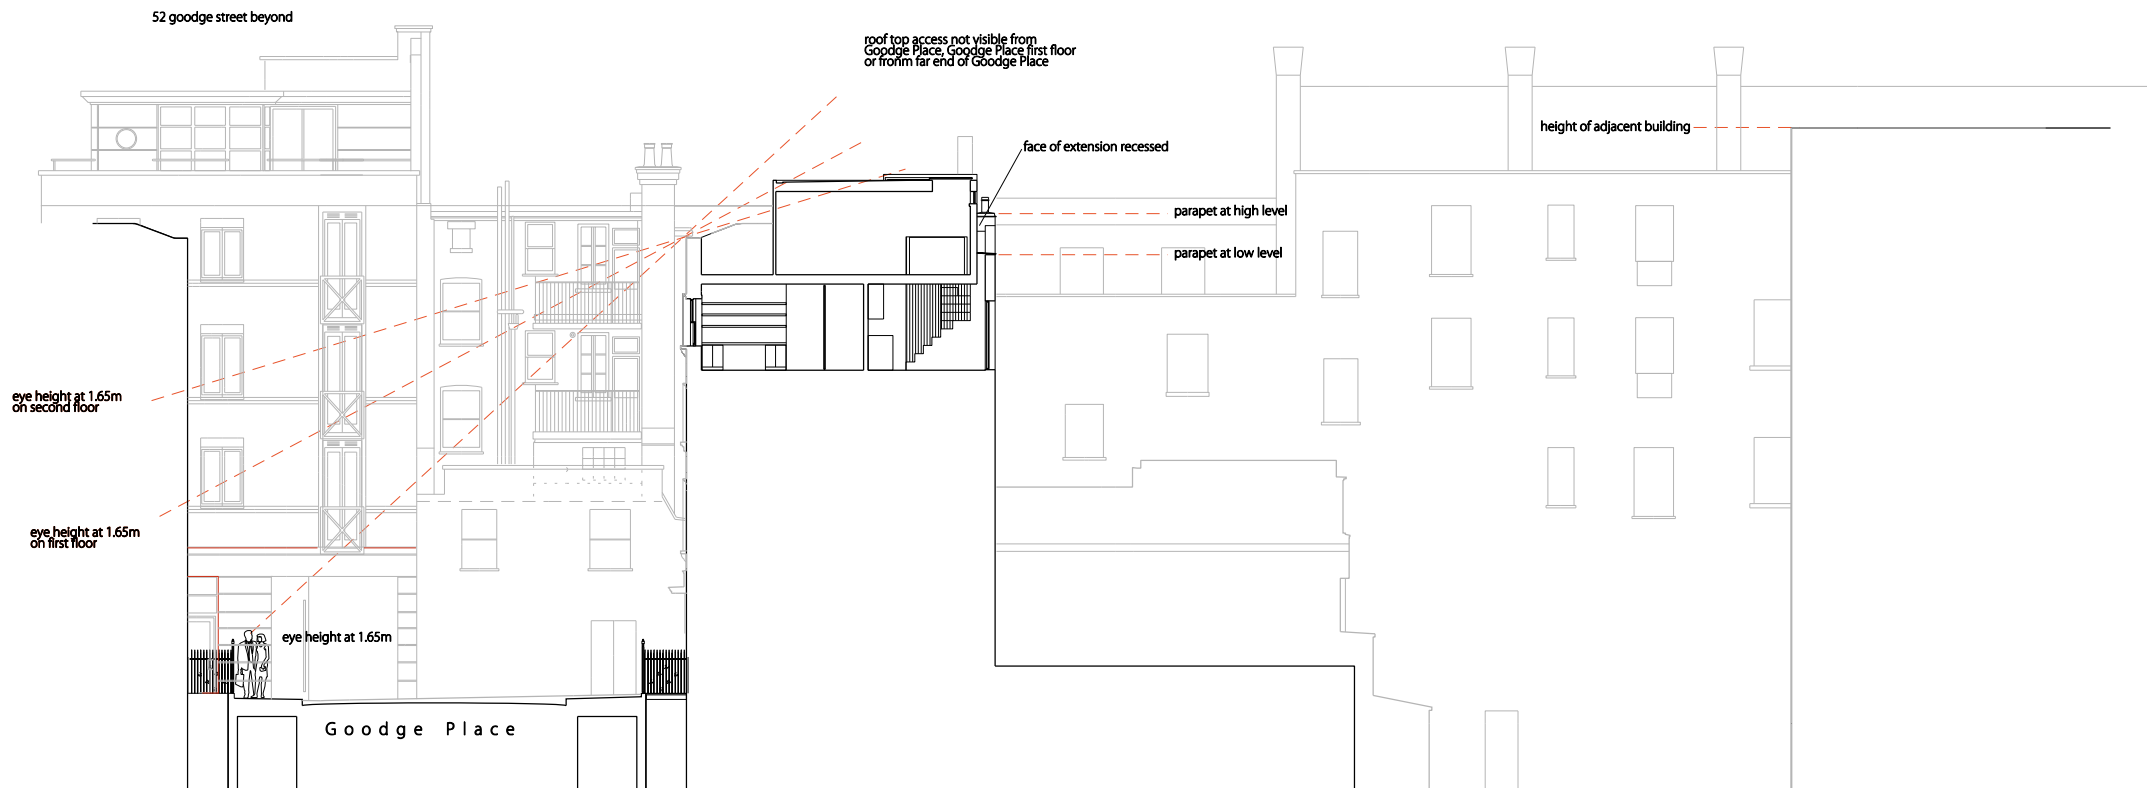 52 goodge street beyond
roof top access not visible from
Goodge Place, Goodge Place first floor
or fronm far end of Goodge Place
height of adjacent building
face of extension recessed
parapet at high level
parapet at low level
eye height at 1.65m
on second floor
eye height at 1.65m
on first floor
eye height at 1.65m
Goodge Place